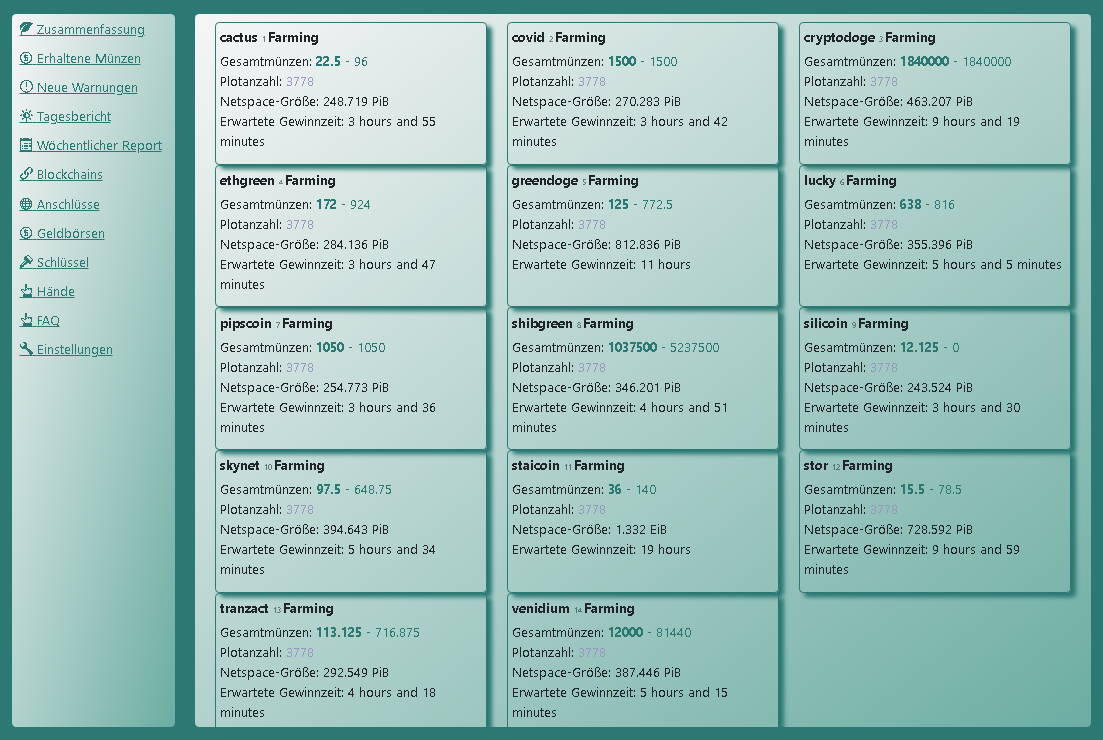 Zusammenfassung
Erhaltene Münzen
Neue Warnungen
Tagesbericht
Wöchentlicher Report
Blockchains
Anschlüsse
Geldbörsen
Schlüssel
Hände
FAQ
Einstellungen
cactus 1 Farming
Gesamtmünzen: 22.5 - 96
Plotanzahl: 3778
Netspace-Größe: 248.719 PiB
Erwartete Gewinnzeit: 3 hours and 55
minutes
covid 2 Farming
Gesamtmünzen: 1500 - 1500
Plotanzahl: 3778
Netspace-Größe: 270.283 PiB
Erwartete Gewinnzeit: 3 hours and 42
minutes
cryptodoge 3 Farming
Gesamtmünzen: 1840000 - 1840000
Plotanzahl: 3778
Netspace-Größe: 463.207 PiB
Erwartete Gewinnzeit: 9 hours and 19
minutes
ethgreen 4 Farming
Gesamtmünzen: 172 - 924
Plotanzahl: 3778
Netspace-Größe: 284.136 PiB
Erwartete Gewinnzeit: 3 hours and 47
minutes
greendoge 5 Farming
Gesamtmünzen: 125 - 772.5
Plotanzahl: 3778
Netspace-Größe: 812.836 PiB
Erwartete Gewinnzeit: 11 hours
lucky 6 Farming
Gesamtmünzen: 638 - 816
Plotanzahl: 3778
Netspace-Größe: 355.396 PiB
Erwartete Gewinnzeit: 5 hours and 5 minutes
pipscoin 7 Farming
Gesamtmünzen: 1050 - 1050
Plotanzahl: 3778
Netspace-Größe: 254.773 PiB
Erwartete Gewinnzeit: 3 hours and 36
minutes
shibgreen 8 Farming
Gesamtmünzen: 1037500 - 5237500
Plotanzahl: 3778
Netspace-Größe: 346.201 PiB
Erwartete Gewinnzeit: 4 hours and 51
minutes
silicoin 9 Farming
Gesamtmünzen: 12.125 - 0
Plotanzahl: 3778
Netspace-Größe: 243.524 PiB
Erwartete Gewinnzeit: 3 hours and 30
minutes
skynet 10 Farming
Gesamtmünzen: 97.5 - 648.75
Plotanzahl: 3778
Netspace-Größe: 394.643 PiB
Erwartete Gewinnzeit: 5 hours and 34
minutes
staicoin 11 Farming
Gesamtmünzen: 36 - 140
Plotanzahl: 3778
Netspace-Größe: 1.332 EiB
Erwartete Gewinnzeit: 19 hours
stor 12 Farming
Gesamtmünzen: 15.5 - 78.5
Plotanzahl: 3778
Netspace-Größe: 728.592 PiB
Erwartete Gewinnzeit: 9 hours and 59
minutes
tranzact 13 Farming
Gesamtmünzen: 113.125 - 716.875
Plotanzahl: 3778
Netspace-Größe: 292.549 PiB
Erwartete Gewinnzeit: 4 hours and 18
minutes
venidium 14 Farming
Gesamtmünzen: 12000 - 81440
Plotanzahl: 3778
Netspace-Größe: 387.446 PiB
Erwartete Gewinnzeit: 5 hours and 15
minutes